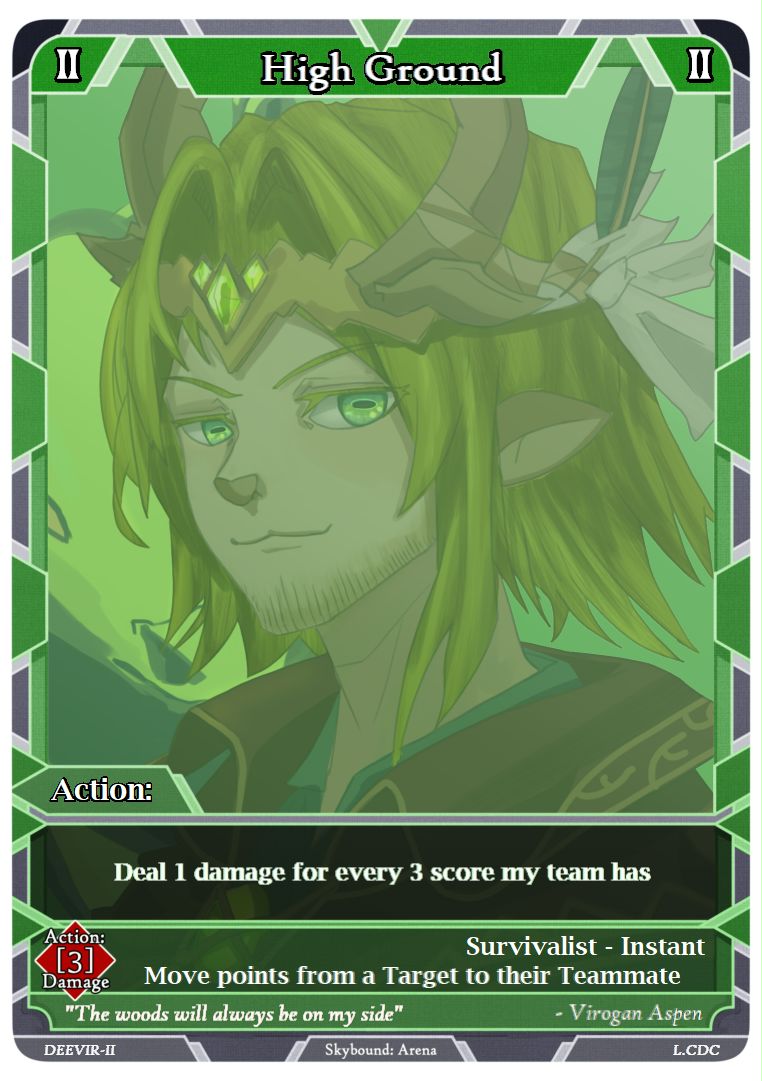 II High Ground II
Action:
Deal 1 damage for every 3 score my team has
Action:
[3]
Damage
Survivalist - Instant
Move points from a Target to their Teammate
"The woods will always be on my side" - Virogan Aspen
DEEVIR-II Skybound: Arena L.CDC